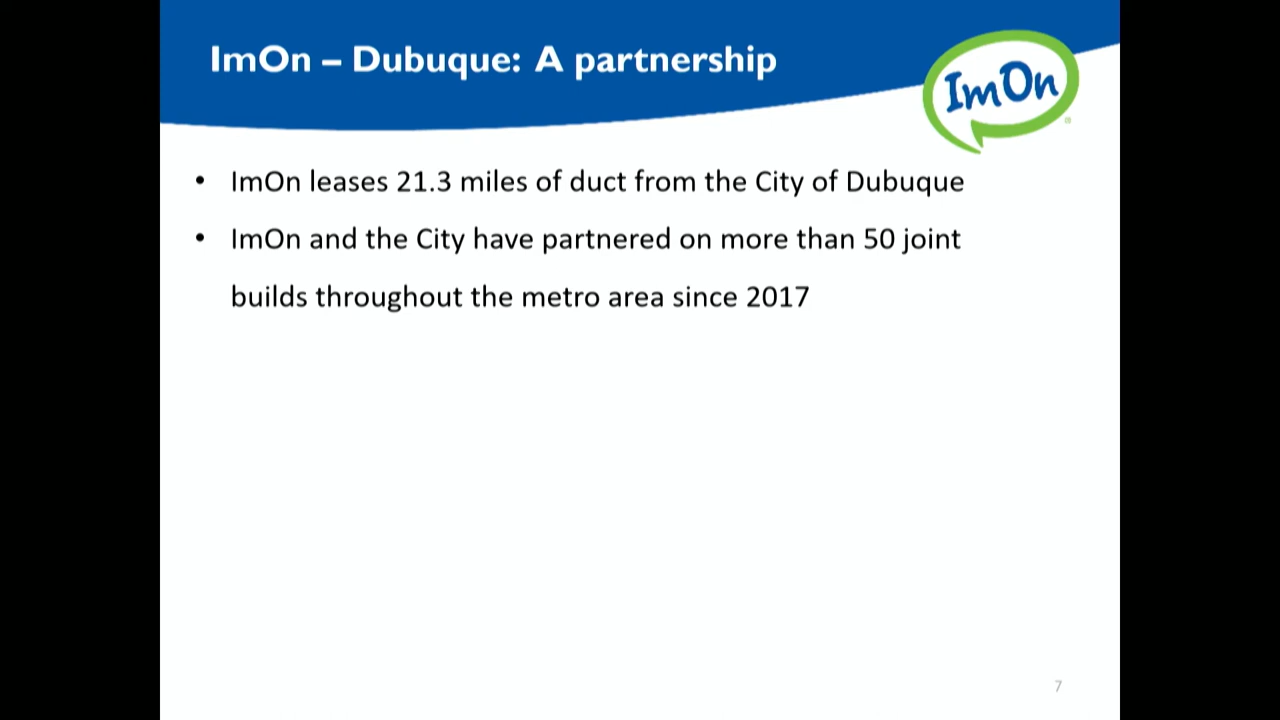 ImOn – Dubuque: A partnership
ImOn
®
• ImOn leases 21.3 miles of duct from the City of Dubuque
• ImOn and the City have partnered on more than 50 joint
builds throughout the metro area since 2017
7